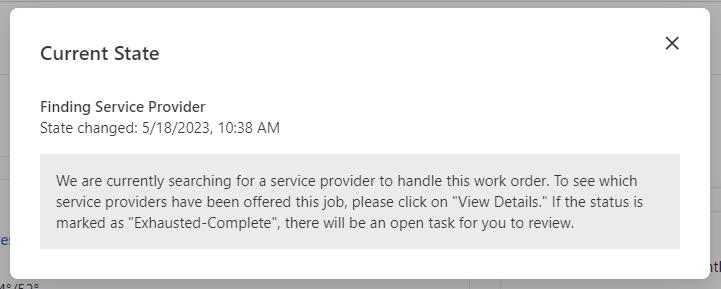 Current State
Finding Service Provider
State changed: 5/18/2023, 10:38 AM
We are currently searching for a service provider to handle this work order. To see which
service providers have been offered this job, please click on "View Details." If the status is
marked as "Exhausted-Complete", there will be an open task for you to review.